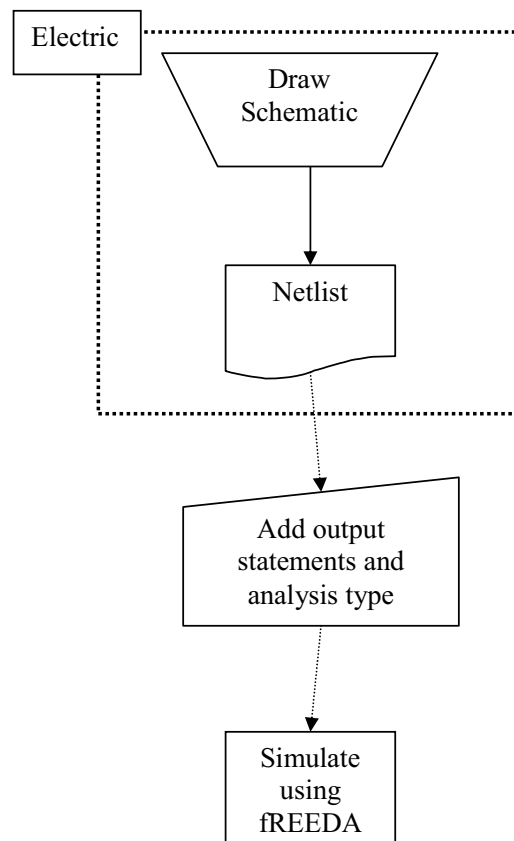 Electric
Draw
Schematic
Netlist
Add output
statements and
analysis type
Simulate
using
fREEDA